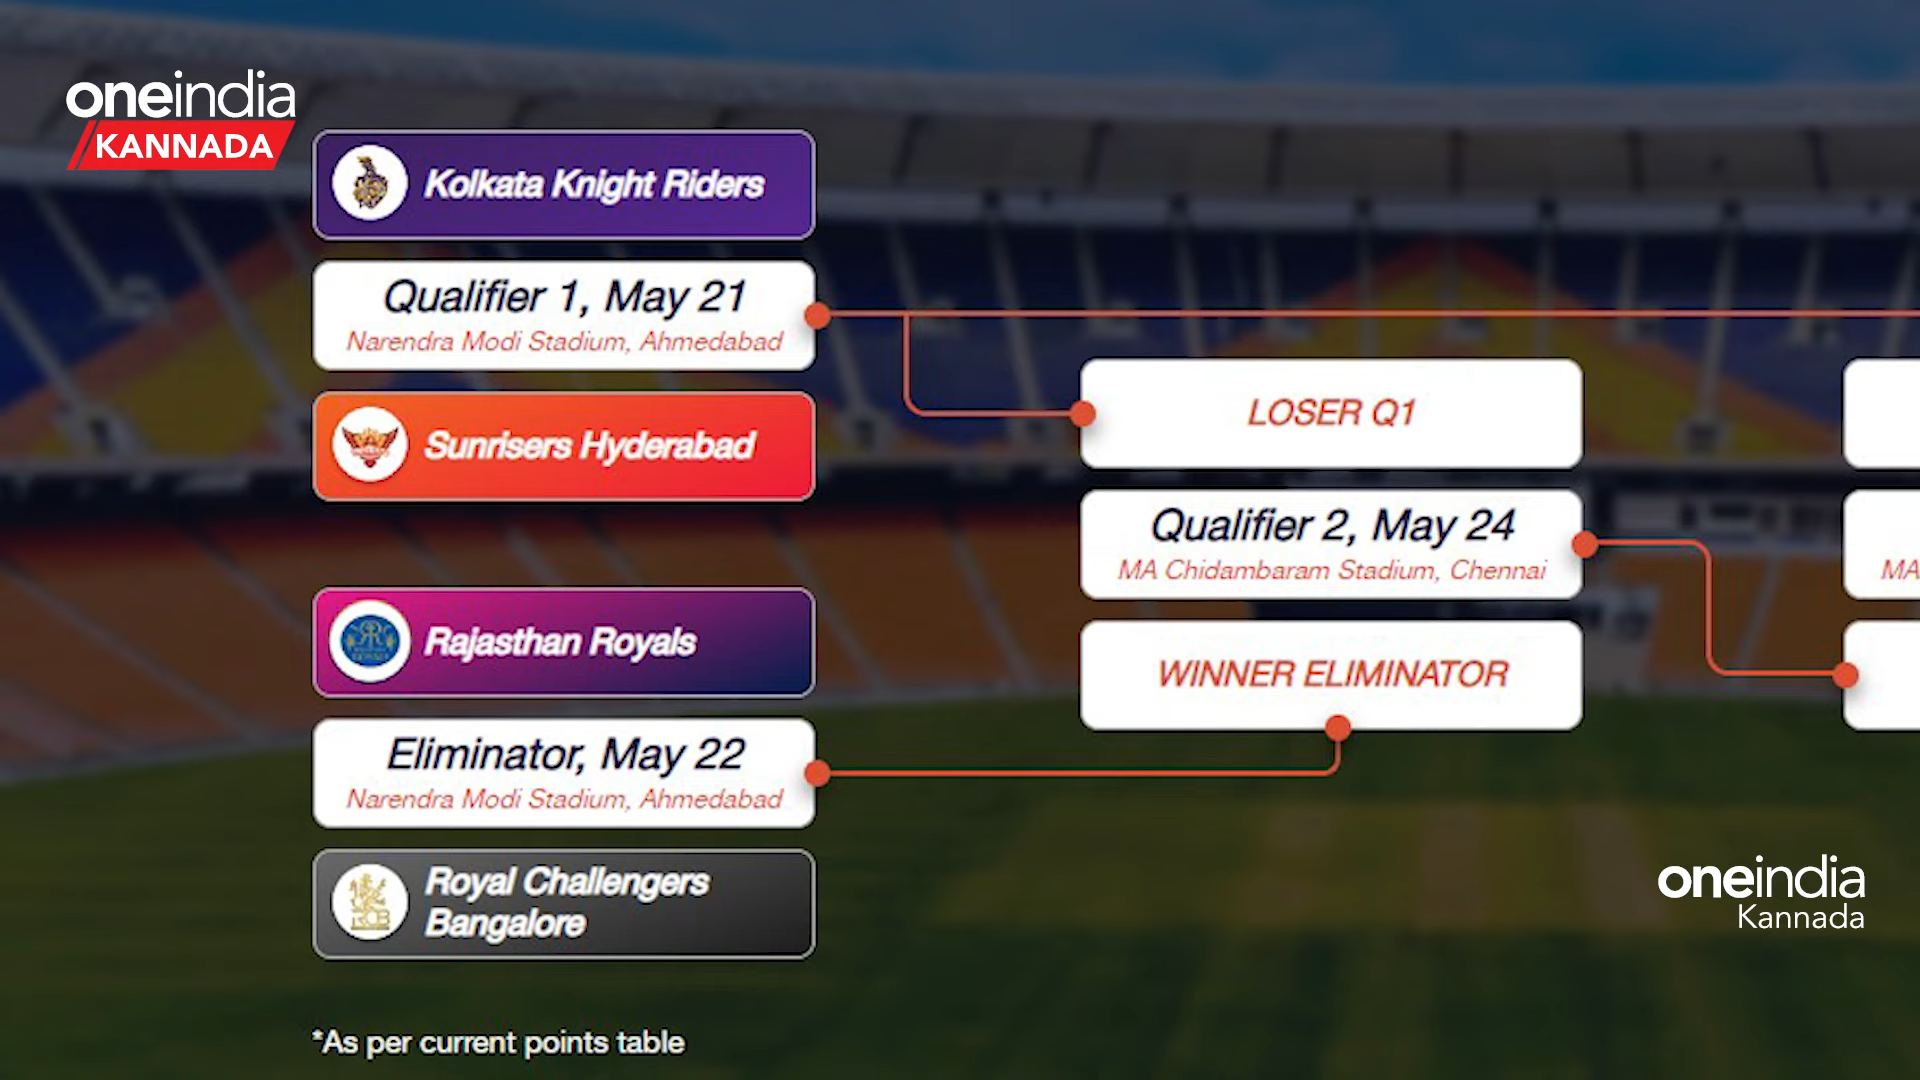 oneindia
KANNADA
Kolkata Knight Riders
Qualifier 1, May 21
Narendra Modi Stadium, Ahmedabad
Sunrisers Hyderabad
LOSER Q1
Qualifier 2, May 24
MA Chidambaram Stadium, Chennai
MA
WINNER ELIMINATOR
Rajasthan Royals
Eliminator, May 22
Narendra Modi Stadium, Ahmedabad
Royal Challengers
Bangalore
oneindia
Kannada
*As per current points table